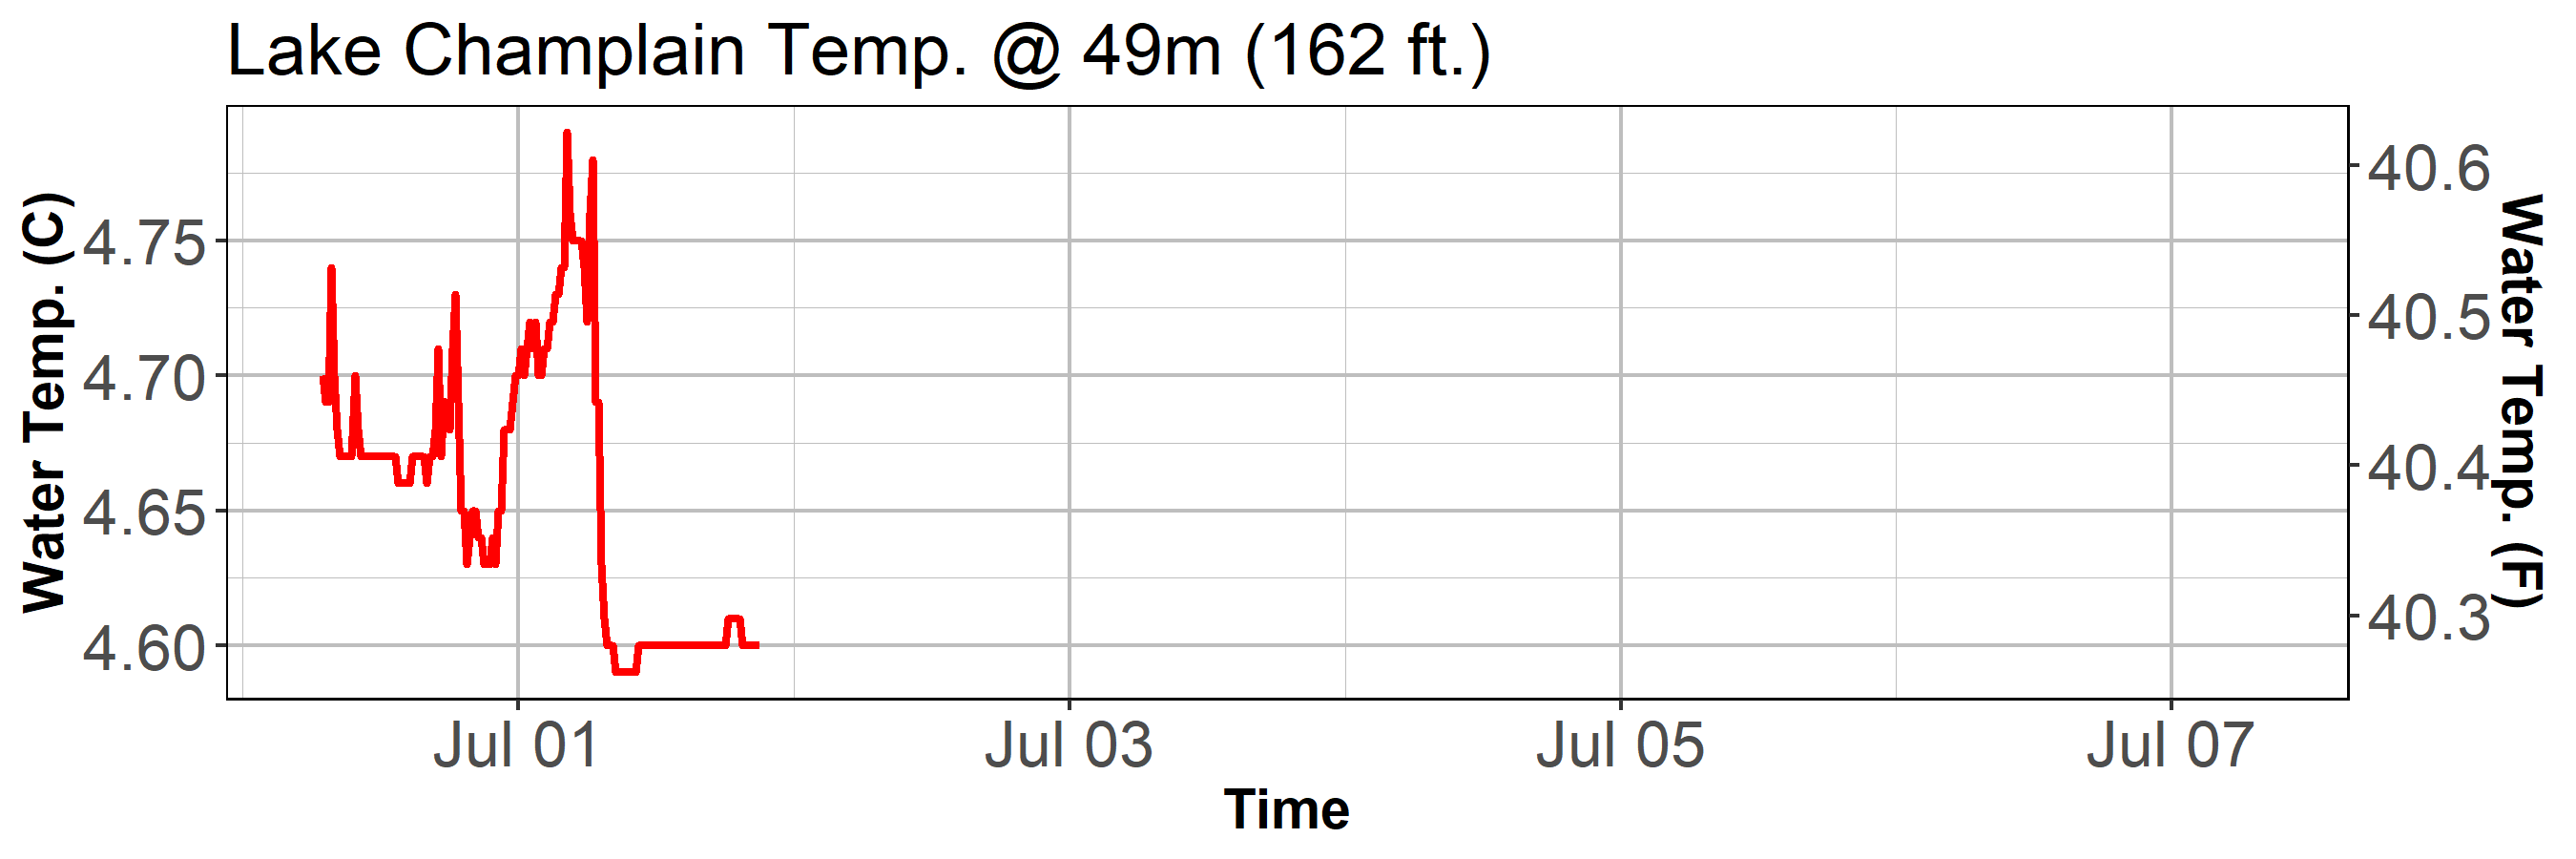 Lake Champlain Temp. @ 49m (162 ft.)
Water Temp. (C)
4.75
4.70
4.65
4.60
40.6
40.5
40.4
40.3
Water Temp. (F)
Jul 01 Jul 03 Jul 05 Jul 07
Time